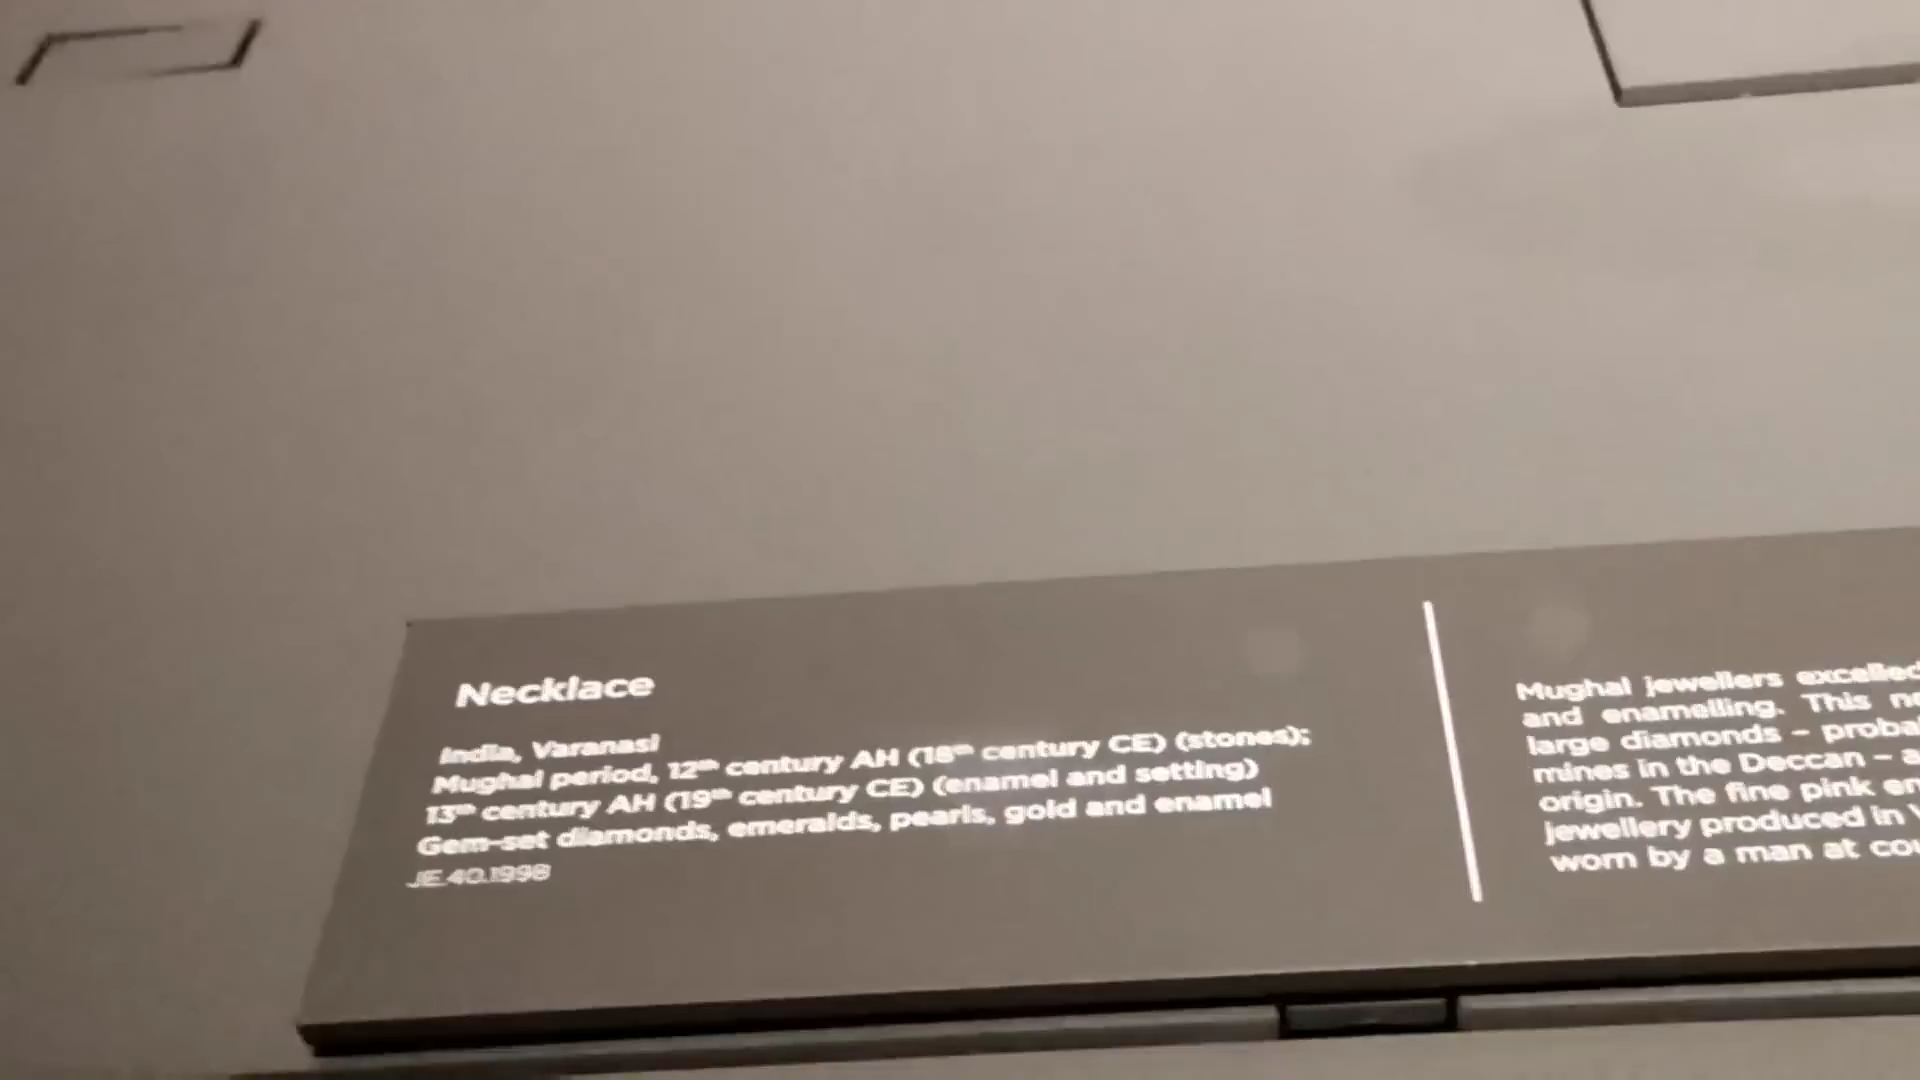 Necklace
India, Varanasi
Mughal period, 12th century AH (18th century CE) (stones);
13th century AH (19th century CE) (enamel and setting)
Gem-set diamonds, emeralds, pearls, gold and enamel
JE.40.1998
Mughal jewellers excelled
and enamelling. This
large diamonds –
mines in the Deccan –
origin. The fine pink
jewellery produced in
worn by a man at